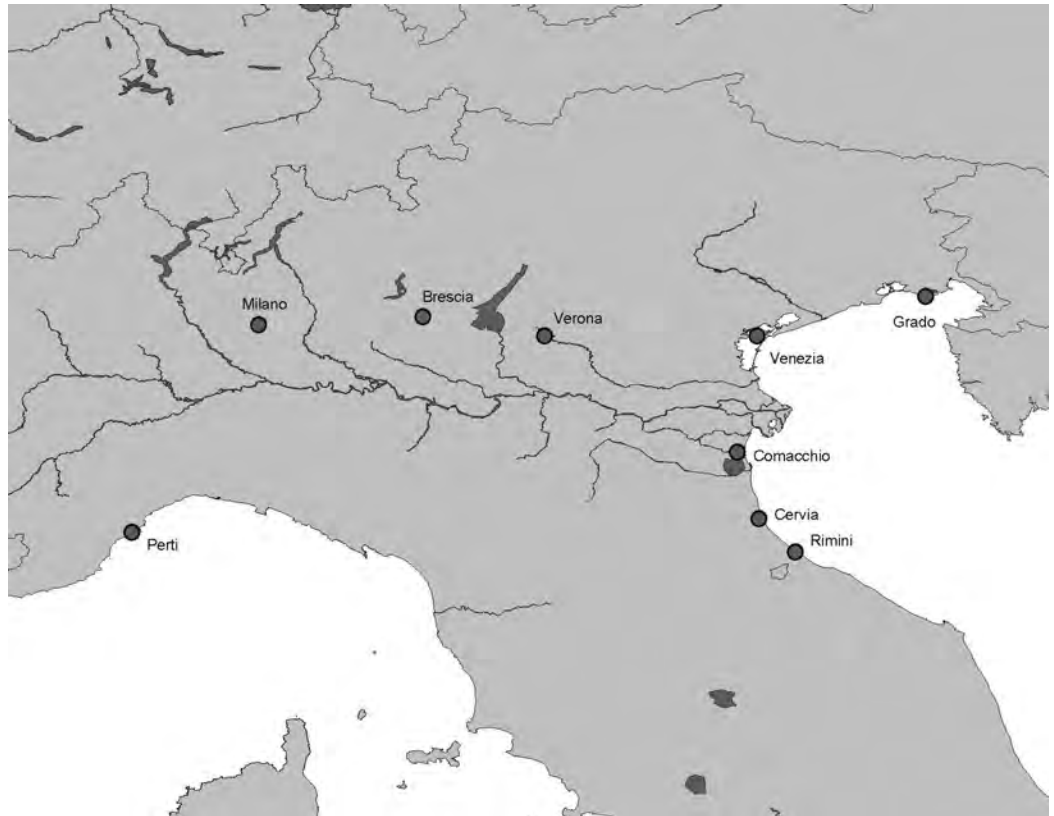 Brescia
Milano
Verona
Grado
Venezia
Comacchio
Cervia
Rimini
Perti